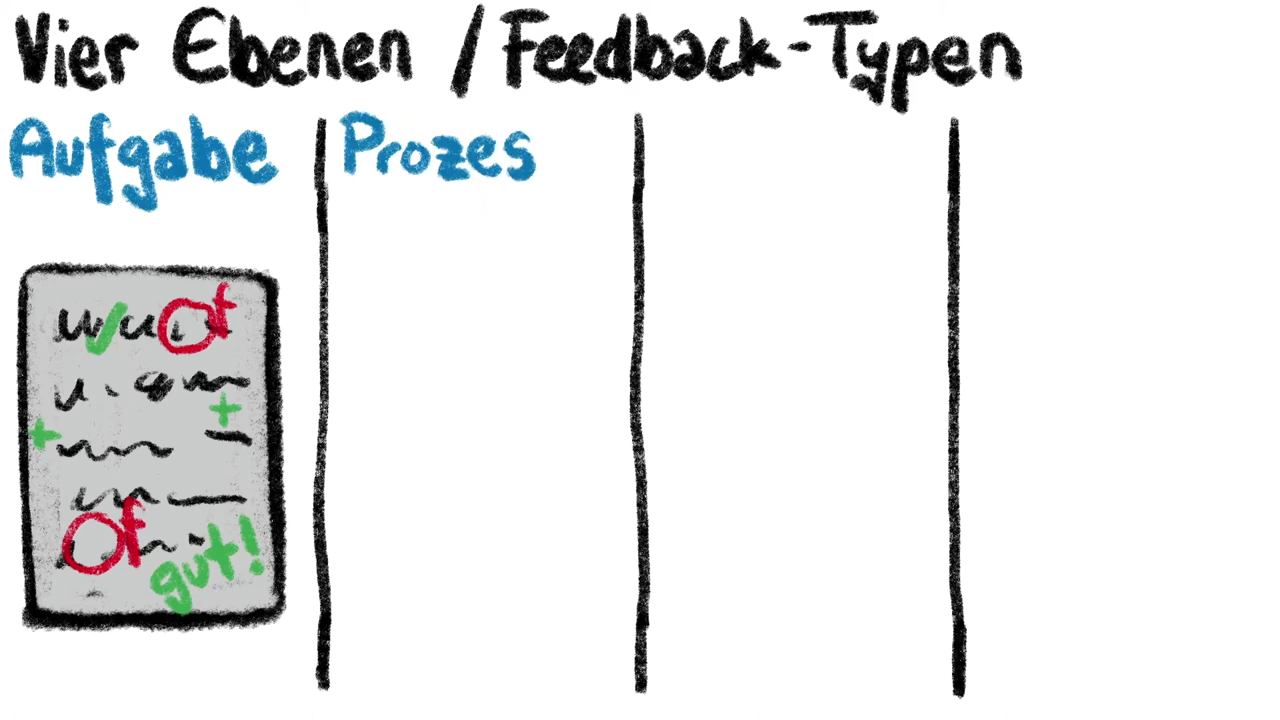 Vier Ebenen / Feedback-Typen
Aufgabe
Prozes
f
+
+
f
gut!